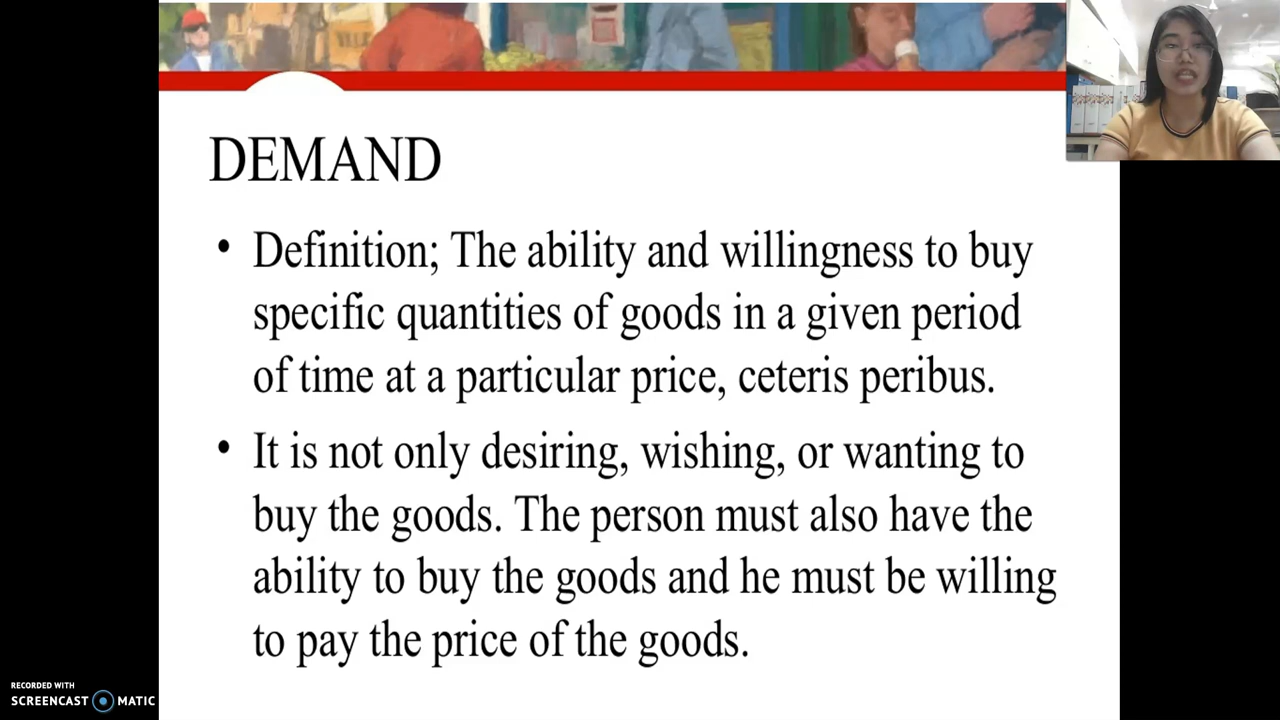 DEMAND
• Definition; The ability and willingness to buy
specific quantities of goods in a given period
of time at a particular price, ceteris peribus.
• It is not only desiring, wishing, or wanting to
buy the goods. The person must also have the
ability to buy the goods and he must be willing
to pay the price of the goods.
RECORDED WITH
SCREENCAST MATIC